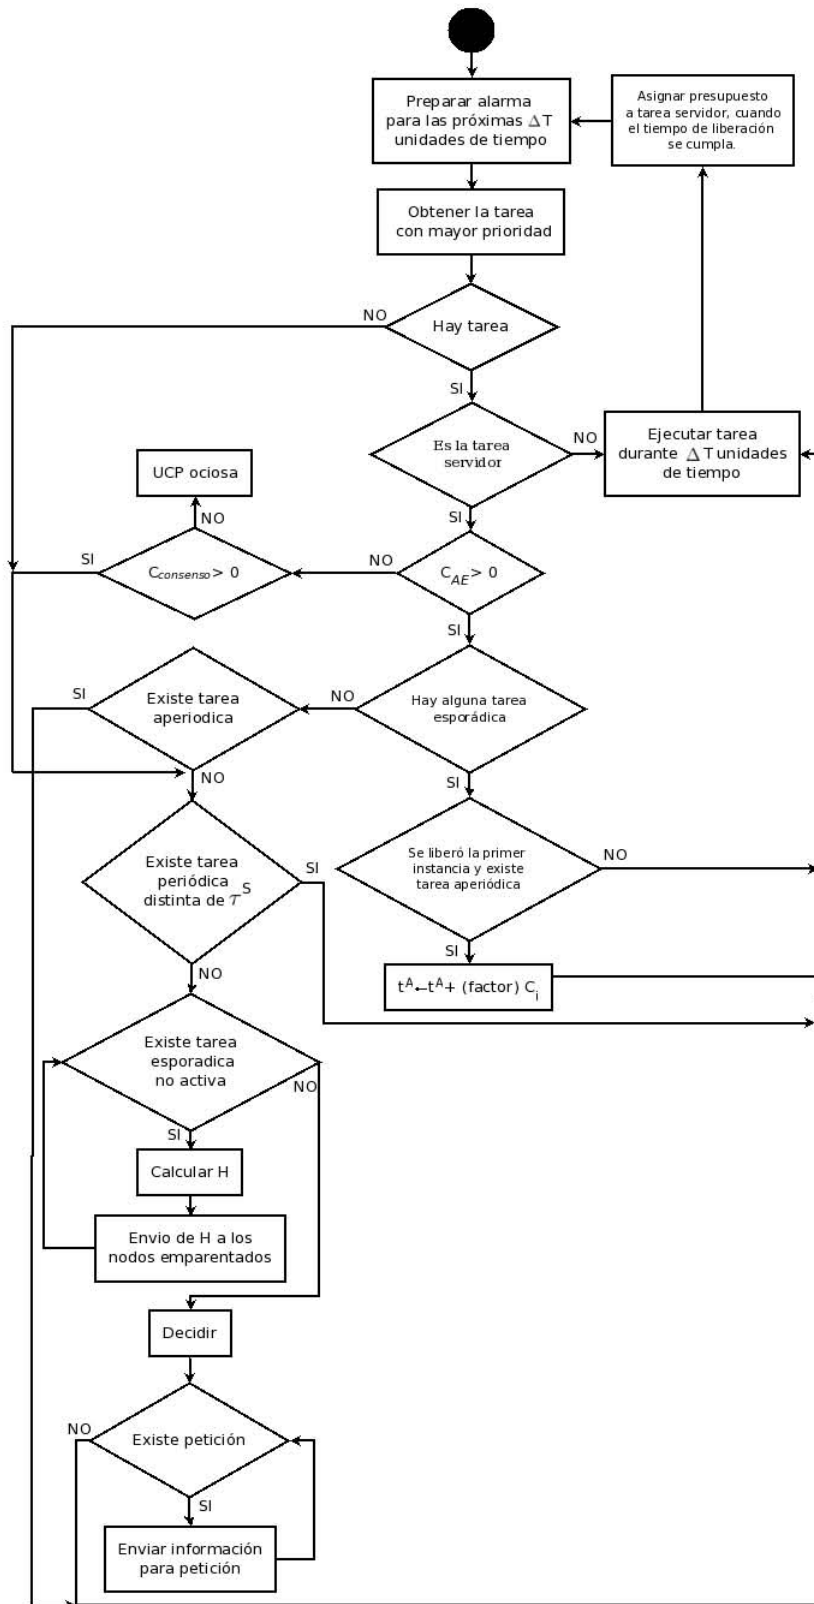 Preparar alarma
para las próximas ΔT
unidades de tiempo
Asignar presupuesto
a tarea servidor, cuando
el tiempo de liberación
se cumpla.
Obtener la tarea
con mayor prioridad
NO
Hay tarea
SI
Es la tarea
servidor
NO
Ejecutar tarea
durante ΔT unidades
de tiempo
SI
UCP ociosa
NO
SI
Cconsenso> 0
NO
CAE> 0
SI
SI
Existe tarea
aperiodica
NO
Hay alguna tarea
esporádica
NO
SI
Existe tarea
periódica
distinta de τS
SI
Se liberó la primer
instancia y existe
tarea aperiódica
NO
SI
NO
tA←tA+ (factor) Ci
Existe tarea
esporadica
no activa
NO
SI
Calcular H
Envio de H a los
nodos emparentados
Decidir
NO
Existe petición
SI
Enviar información
para petición